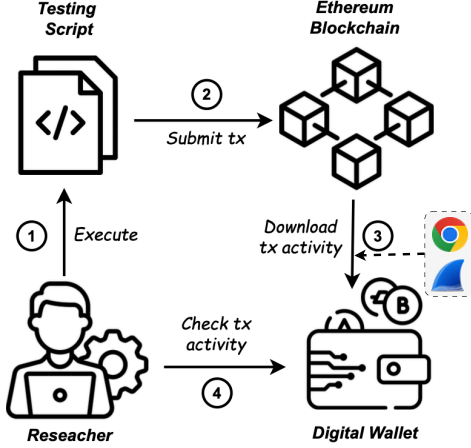 Testing
Script
Ethereum
Blockchain
</>
2
Submit tx
1
Execute
Download
tx activity
3
B
Check tx
activity
4
A
Reseacher
Digital Wallet